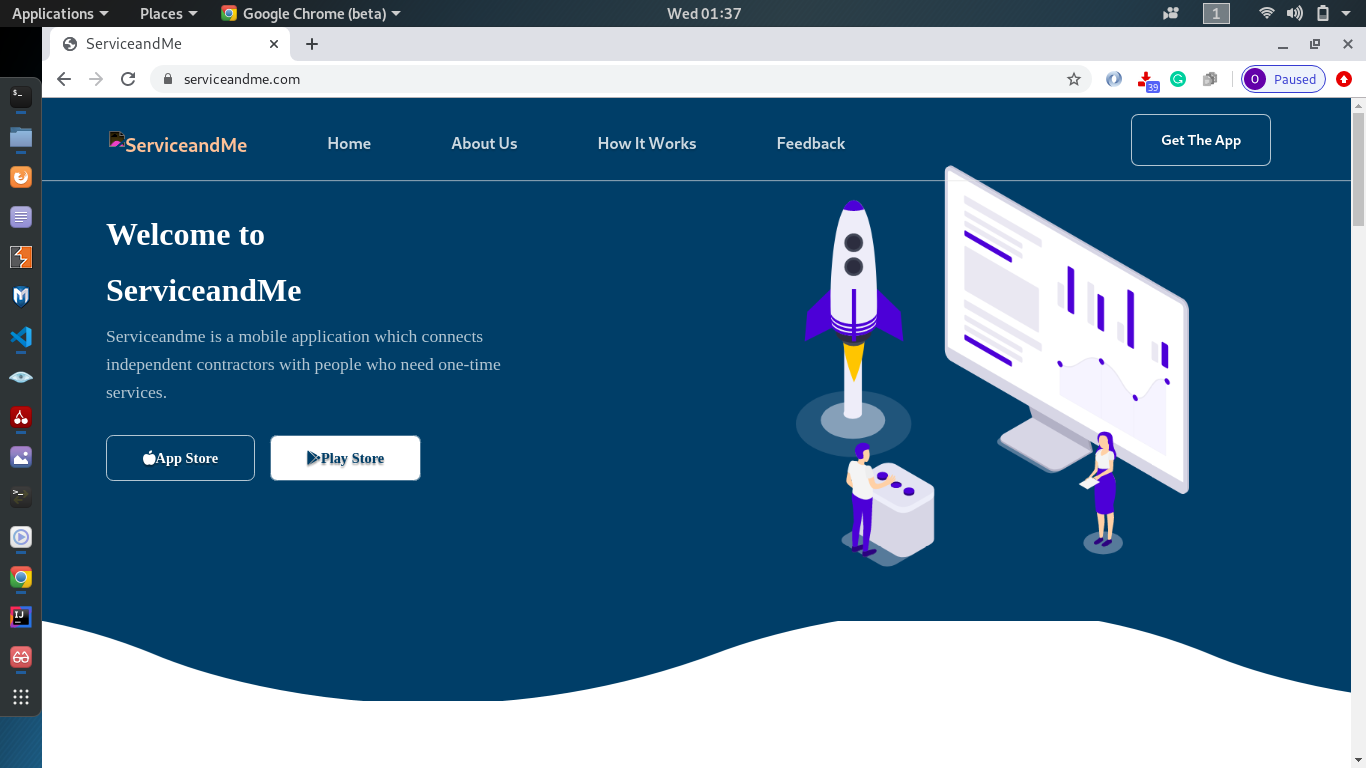 Applications Places Google Chrome (beta) Wed 01:37 1
ServiceandMe
serviceandme.com 39 O Paused
ServiceandMe Home About Us How It Works Feedback Get The App
Welcome to
ServiceandMe
Serviceandme is a mobile application which connects
independent contractors with people who need one-time
services.
App Store Play Store